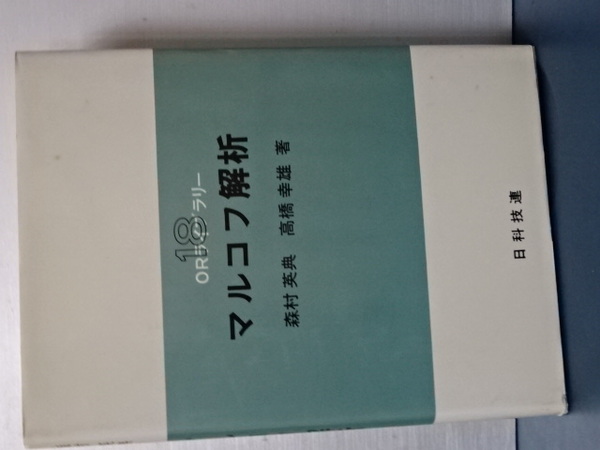 ORライブラリー
18
マルコフ解析
森村 英典 高橋 幸雄 著
日科技連